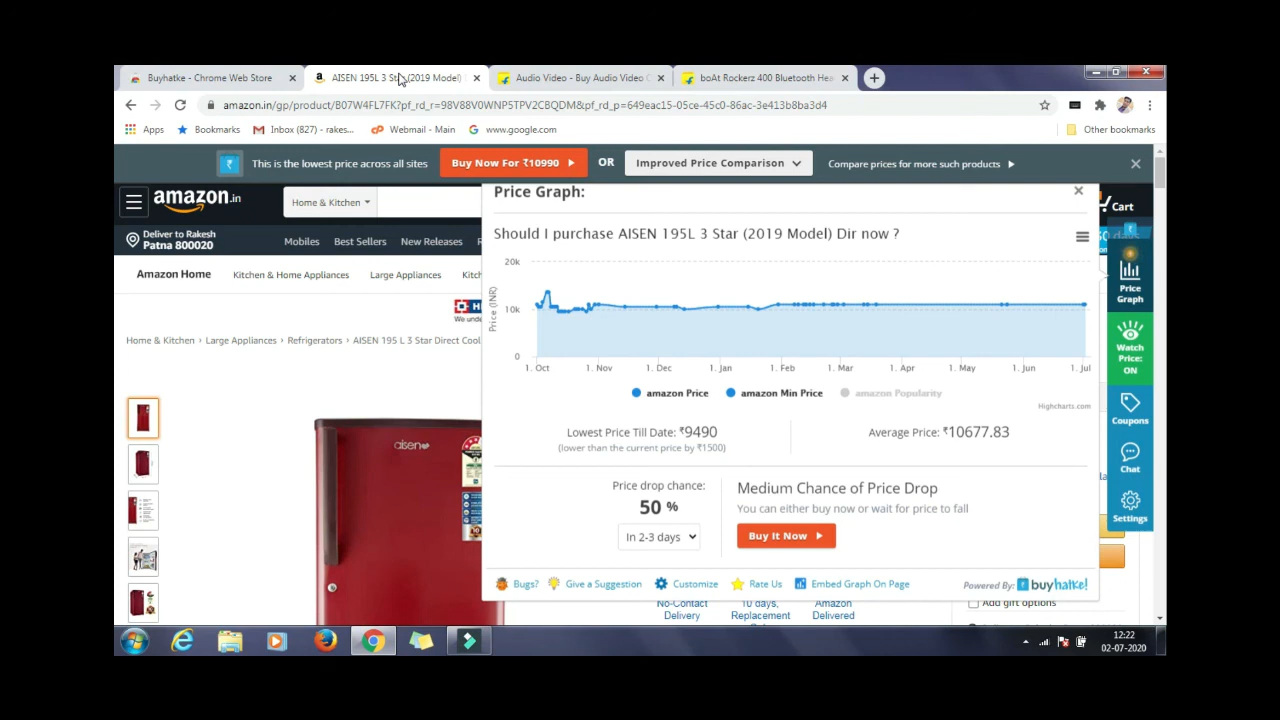 Buyhatke - Chrome Web Store
AISEN 195L 3 Star (2019 Model)
Audio Video - Buy Audio Video
boAt Rockerz 400 Bluetooth Hea
amazon.in/gp/product/B07W4FL7FK?pf_rd_r=98V88V0WNP5TPV2CBQDM&pf_rd_p=649eac15-05ce-45c0-86ac-3e413b8ba3d4
Apps
Bookmarks
Inbox (827) - rakes...
Webmail - Main
www.google.com
Other bookmarks
This is the lowest price across all sites
Buy Now For ₹10990
OR
Improved Price Comparison
Compare prices for more such products
amazon.in
Home & Kitchen
Cart
Deliver to Rakesh
Patna 800020
Mobiles
Best Sellers
New Releases
Amazon Home
Kitchen & Home Appliances
Large Appliances
Home & Kitchen › Large Appliances › Refrigerators › AISEN 195 L 3 Star Direct Cool
aisen
Price Graph:
Should I purchase AISEN 195L 3 Star (2019 Model) Dir now ?
Price (INR)
20k
10k
0
1. Oct
1. Nov
1. Dec
1. Jan
1. Feb
1. Mar
1. Apr
1. May
1. Jun
1. Jul
amazon Price
amazon Min Price
amazon Popularity
Highcharts.com
Lowest Price Till Date: ₹9490
(lower than the current price by ₹1500)
Average Price: ₹10677.83
Price drop chance:
50 %
In 2-3 days
Medium Chance of Price Drop
You can either buy now or wait for price to fall
Buy It Now
Bugs?
Give a Suggestion
Customize
Rate Us
Embed Graph On Page
Powered By: buyhatke!
Price
Graph
Watch
Price:
ON
Coupons
Chat
Settings
No-Contact
Delivery
10 days,
Replacement
Amazon
Delivered
Add gift options
12:22
02-07-2020